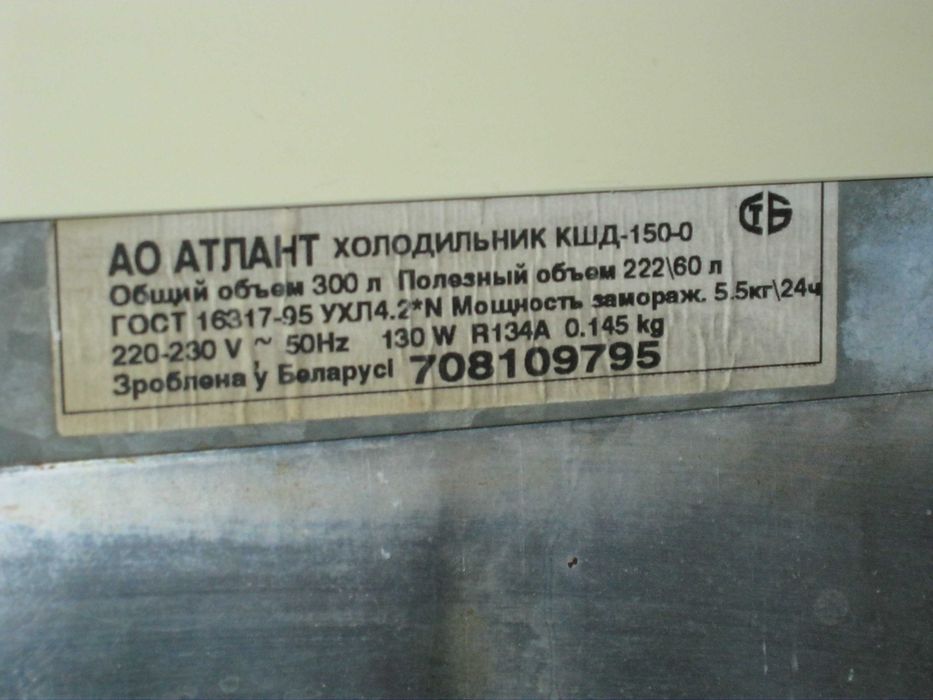 АО АТЛАНТ ХОЛОДИЛЬНИК КШД-150-0
СТБ
Общий объем 300 л Полезный объем 222\60 л
ГОСТ 16317-95 УХЛ4.2*N Мощность замораж. 5.5кг\24ч
220-230 V ~ 50Hz 130 W R134A 0.145 kg
Зроблена ў Беларусі 708109795